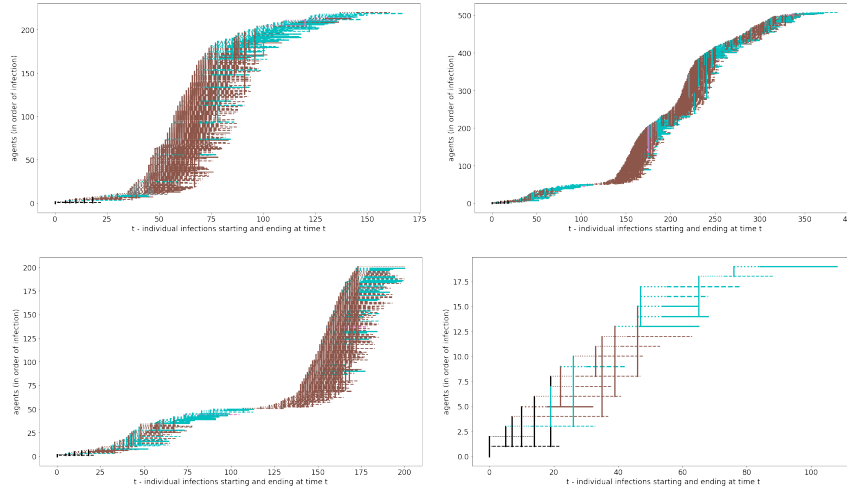 200
150
100
50
0
agents (in order of infection)
0 25 50 75 100 125 150 175
t - individual infections starting and ending at time t
500
400
300
200
100
0
agents (in order of infection)
0 50 100 150 200 250 300 350
t - individual infections starting and ending at time t
200
175
150
125
100
75
50
25
0
agents (in order of infection)
0 25 50 75 100 125 150 175 200
t - individual infections starting and ending at time t
17.5
15.0
12.5
10.0
7.5
5.0
2.5
0.0
agents (in order of infection)
0 20 40 60 80 100
t - individual infections starting and ending at time t